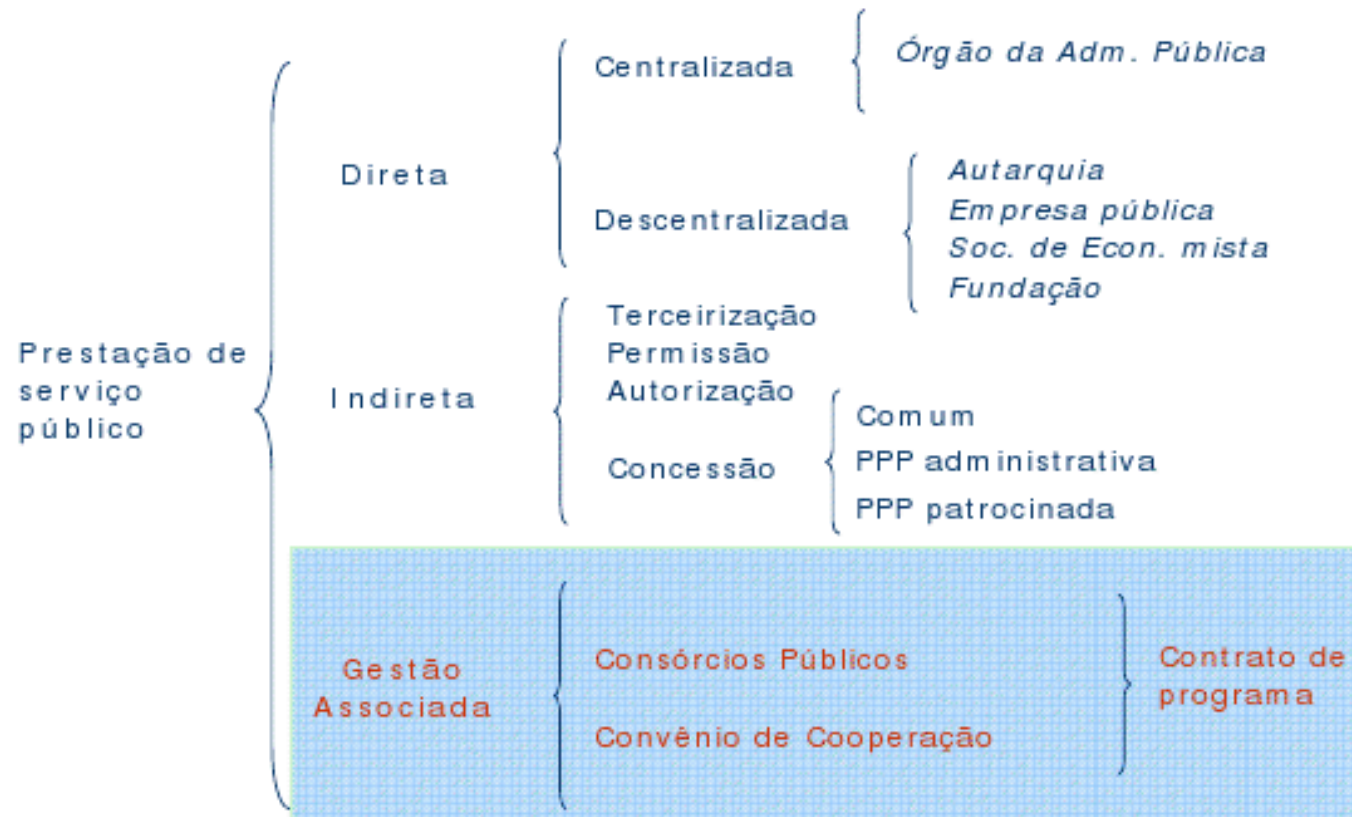 Prestação de
serviço
público
Direta
Centralizada
Órgão da Adm. Pública
Descentralizada
Autarquia
Empresa pública
Soc. de Econ. mista
Fundação
Indireta
Terceirização
Permissão
Autorização
Concessão
Comum
PPP administrativa
PPP patrocinada
Gestão
Associada
Consórcios Públicos
Convênio de Cooperação
Contrato de
programa